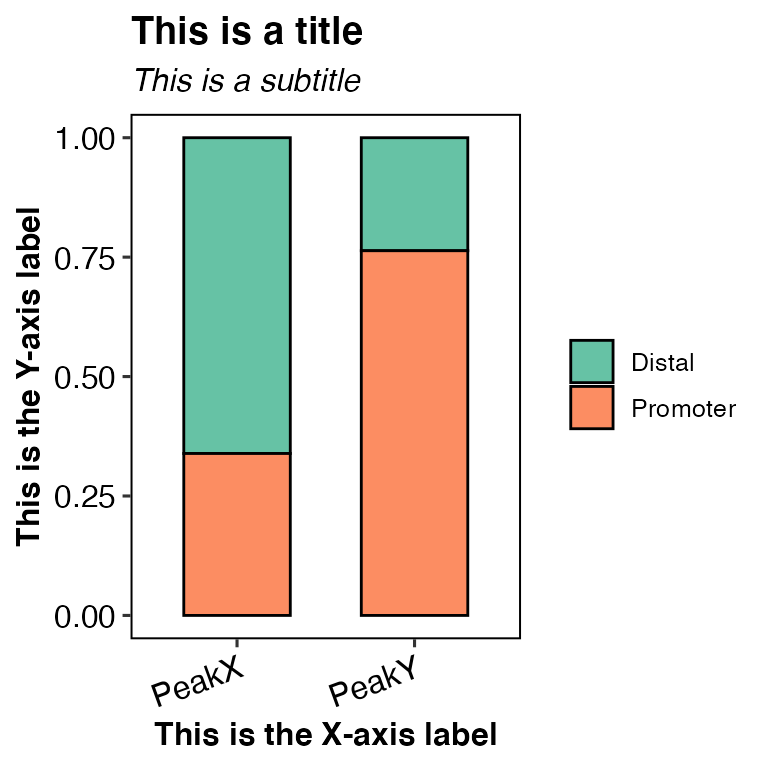 This is a title
This is a subtitle
This is the Y-axis label
1.00
0.75
0.50
0.25
0.00
PeakX
PeakY
This is the X-axis label
Distal
Promoter